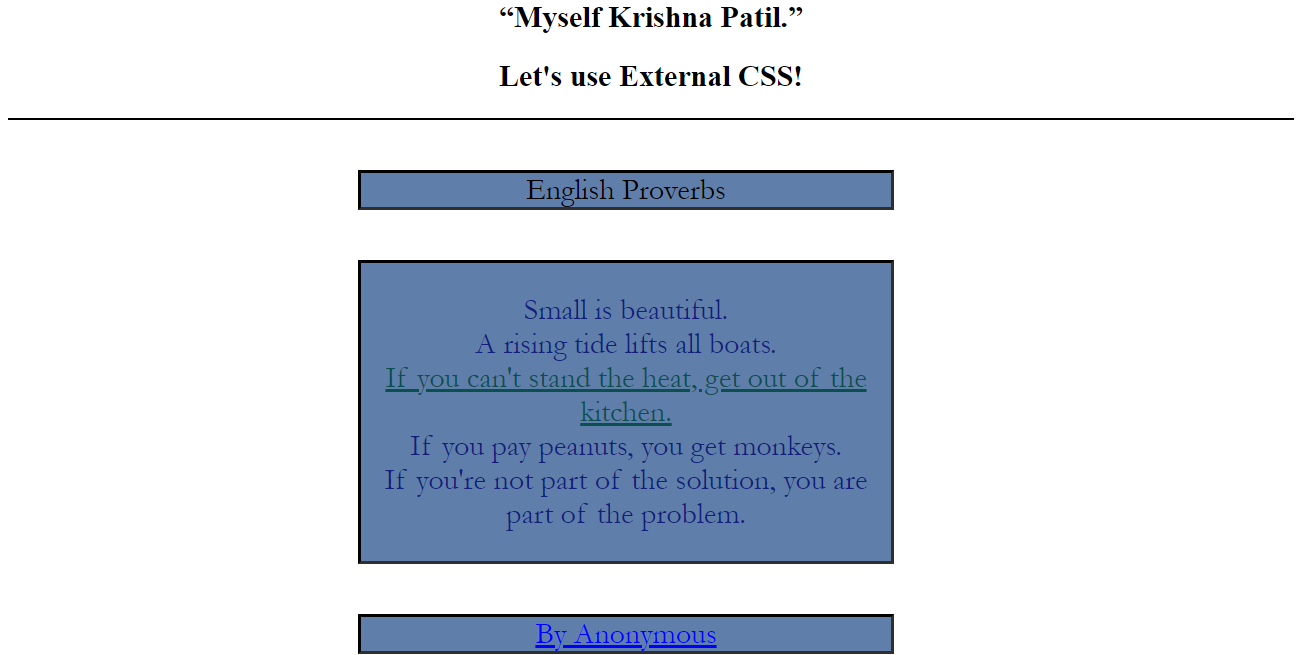 “Myself Krishna Patil.”
Let's use External CSS!
English Proverbs
Small is beautiful.
A rising tide lifts all boats.
If you can't stand the heat, get out of the
kitchen.
If you pay peanuts, you get monkeys.
If you're not part of the solution, you are
part of the problem.
By Anonymous